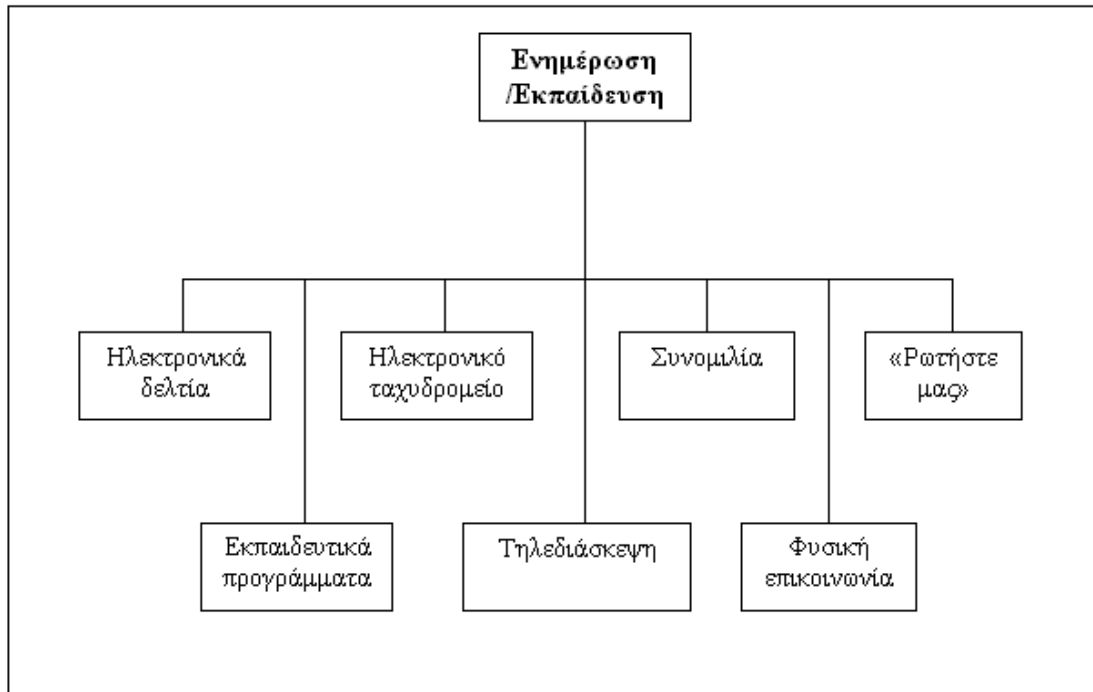 Ενημέρωση
/Εκπαίδευση
Ηλεκτρονικά
δελτία
Ηλεκτρονικό
ταχυδρομείο
Συνομιλία
«Ρωτήστε
μας»
Εκπαιδευτικά
προγράμματα
Τηλεδιάσκεψη
Φυσική
επικοινωνία